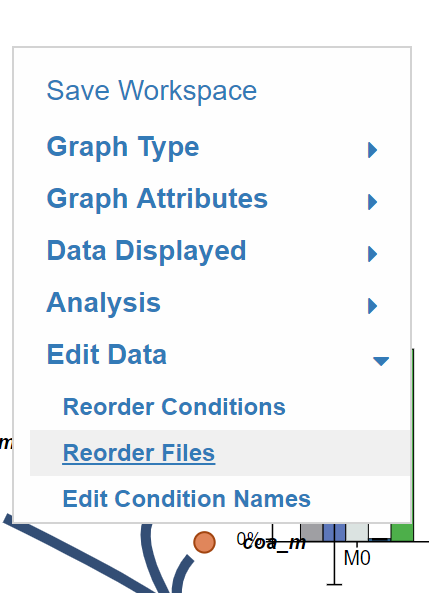 Save Workspace
Graph Type
Graph Attributes
Data Displayed
Analysis
Edit Data
Reorder Conditions
m
Reorder Files
Edit Condition Names
0%
coa_m
M0